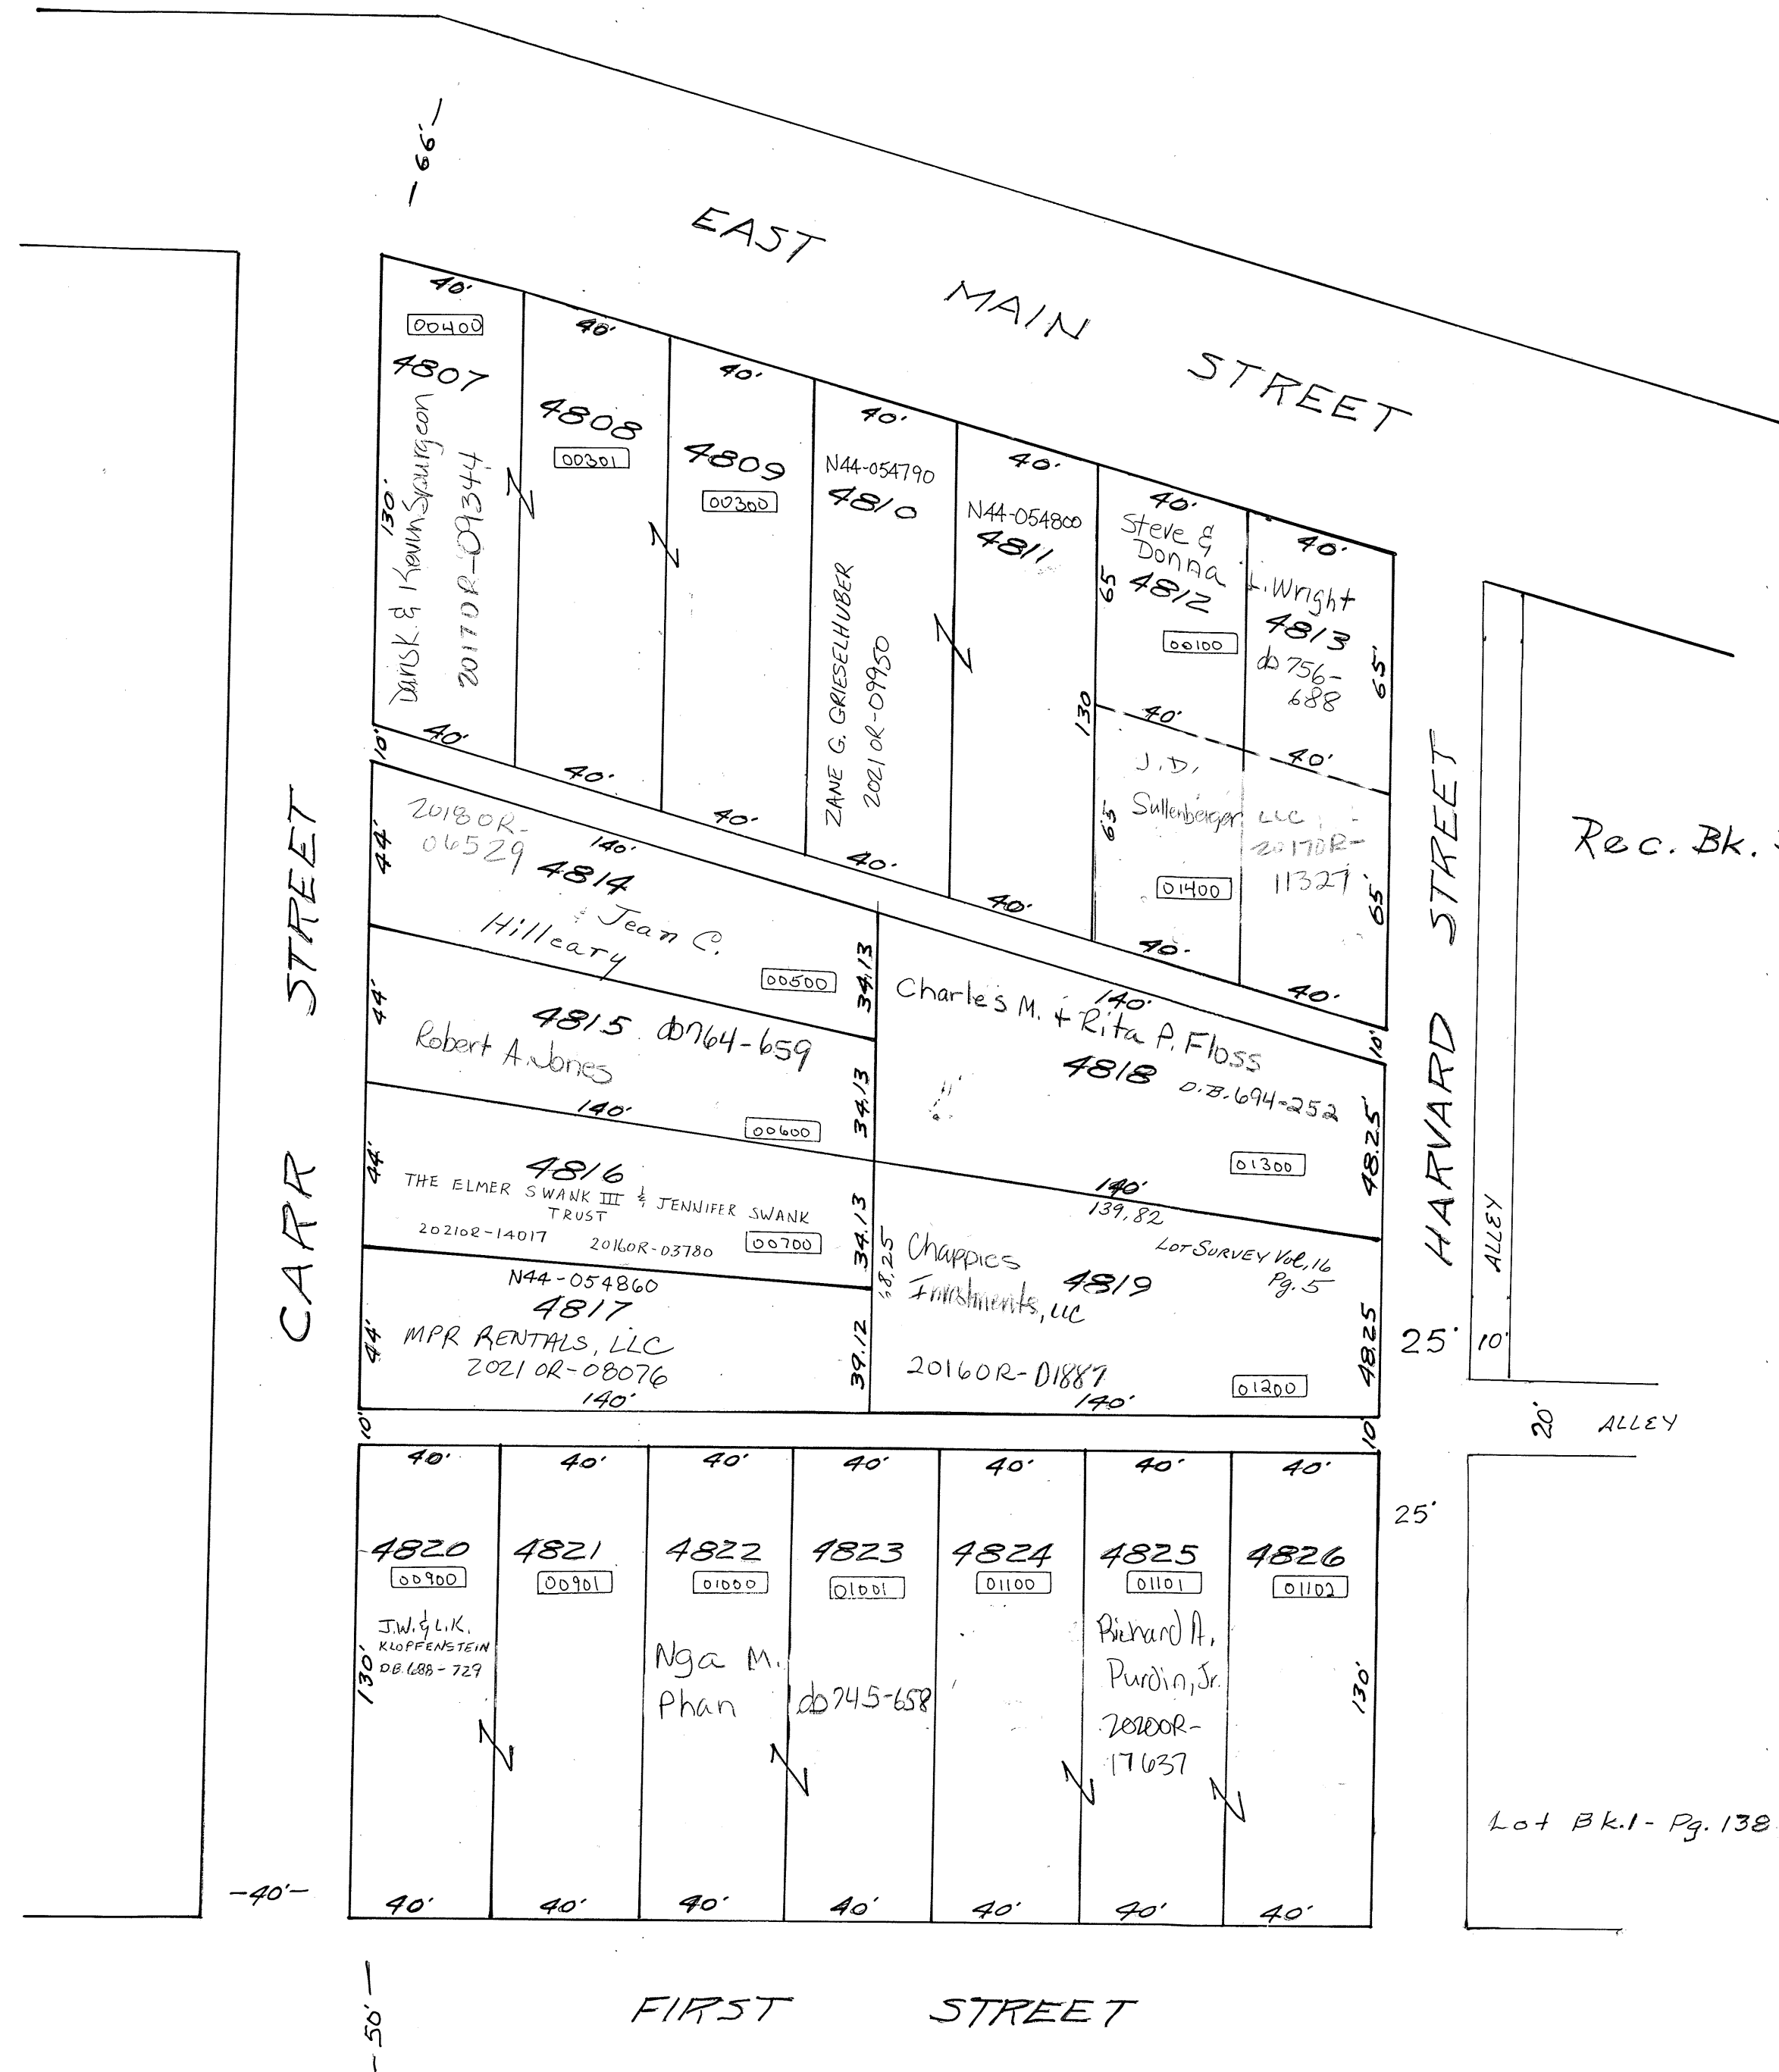 -66'-
EAST MAIN STREET
40'
00400
4807
Daris K. & Kevin Spurgeon
2017OR-09344
130'
40'
40'
4808
00301
40'
40'
4809
00300
40'
40'
N44-054790
4810
ZANE G. GRIESELHUBER
2021 OR-09950
40'
40'
N44-054800
4811
130
40'
40'
Steve &
Donna
4812
65
00100
40'
40'
L. Wright
4813
db 756-
688
65'
40'
J.D.
Sullenberger LLC
2017OR-
11327
65
01400
65'
40'
40'
10'
CARR STREET
HARVARD STREET
2018OR-
06529
140'
4814
& Jean C.
Hilleary
44'
00500
34.13
4815 db764-659
Robert A. Jones
44'
140'
00600
34.13
4816
THE ELMER SWANK III & JENNIFER SWANK
TRUST
2021OR-14017
2016OR-03780
00700
44'
34.13
N44-054860
4817
MPR RENTALS, LLC
2021 OR-08076
44'
39.12
140'
10'
Charles M. + Rita P. Floss
140'
4818
D.B. 694-252
01300
48.25'
10'
140'
139.82
LOT SURVEY Vol. 16
Pg. 5
Chappies
Investments, LLC
4819
2016OR-01887
01200
48.25
140'
10'
Rec. Bk.
ALLEY
25'
10'
20'
ALLEY
25'
40'
4820
00900
J.W. & L.K.
KLOPFENSTEIN
D.B. 688-729
130'
40'
40'
4821
00901
40'
40'
4822
01000
Nga M.
Phan
40'
40'
4823
01001
db745-658
40'
40'
4824
01100
40'
40'
4825
01101
Richard A.
Purdin, Jr.
2020OR-
17637
40'
40'
4826
01102
130'
40'
Lot Bk.1- Pg. 138
-40'-
-50'-
FIRST STREET